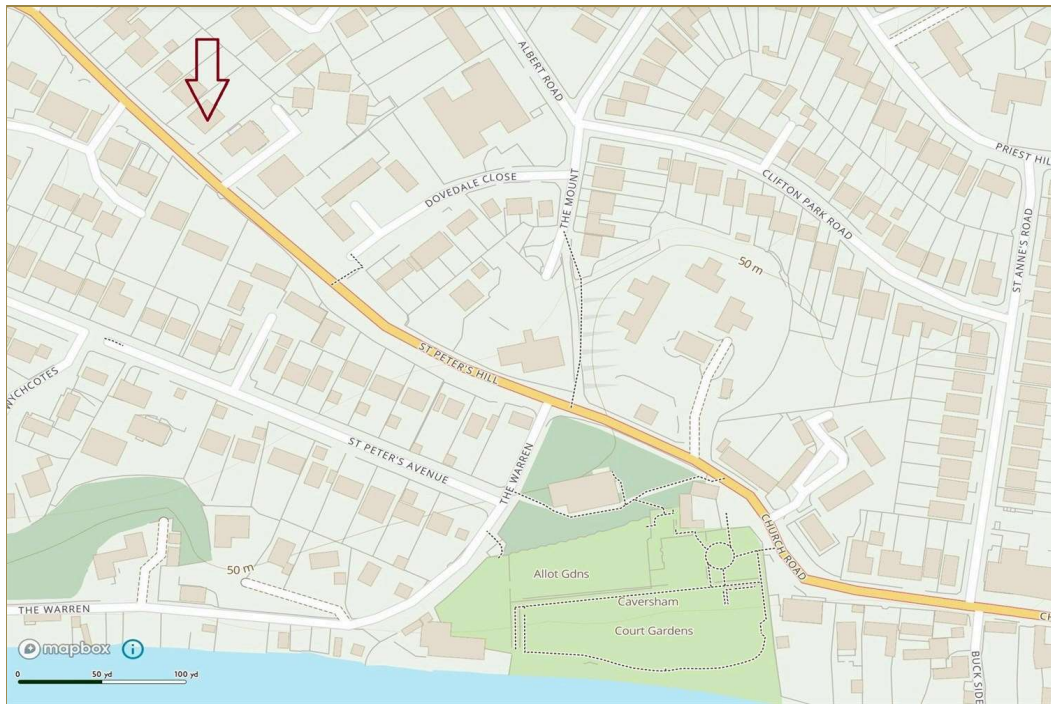 ALBERT ROAD
PRIEST HIL
DOVEDALE CLOSE
THE MOUNT
CLIFTON PARK ROAD
ST ANNE'S ROAD
50 m
ST PETER'S HILL
YNCHCOTES
ST PETER'S AVENUE
THE WARREN
CHURCH ROAD
50 m
Allot Gdns
Caversham
Court Gardens
THE WARREN
CH
mapbox
i
BUCK SIDE
0 50 yd 100 yd